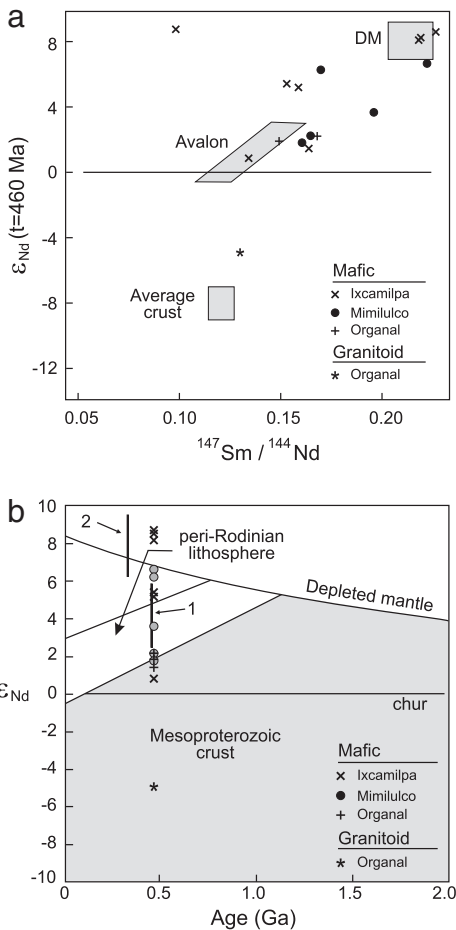 a
8
4
0
-4
-8
-12
εNd (t=460 Ma)
DM
Avalon
Average
crust
Mafic
× Ixcamilpa
● Mimilulco
+ Organal
Granitoid
* Organal
0.05 0.10 0.15 0.20
147Sm / 144Nd
b
10
8
6
4
2
0
-2
-4
-6
-8
-10
εNd
2
peri-Rodinian
lithosphere
1
Depleted mantle
chur
Mesoproterozoic
crust
Mafic
× Ixcamilpa
● Mimilulco
+ Organal
Granitoid
* Organal
0 0.5 1.0 1.5 2.0
Age (Ga)